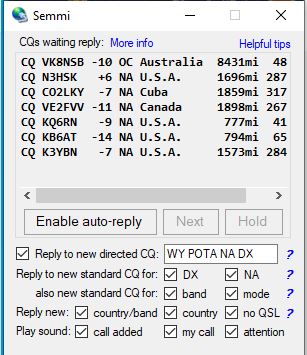 Semmi
CQs waiting reply: More info Helpful tips
CQ VK8NSB -10 OC Australia 8431mi 48
CQ N3HSK +6 NA U.S.A. 1696mi 287
CQ CO2LKY -7 NA Cuba 1859mi 317
CQ VE2FVV -11 NA Canada 1898mi 267
CQ KQ6RN -9 NA U.S.A. 777mi 41
CQ KB6AT -14 NA U.S.A. 794mi 65
CQ K3YBN -7 NA U.S.A. 1573mi 284
Enable auto-reply Next Hold
Reply to new directed CQ: WY POTA NA DX ?
Reply to new standard CQ for: DX NA ?
also new standard CQ for: band mode ?
Reply new: country/band country no QSL ?
Play sound: call added my call attention